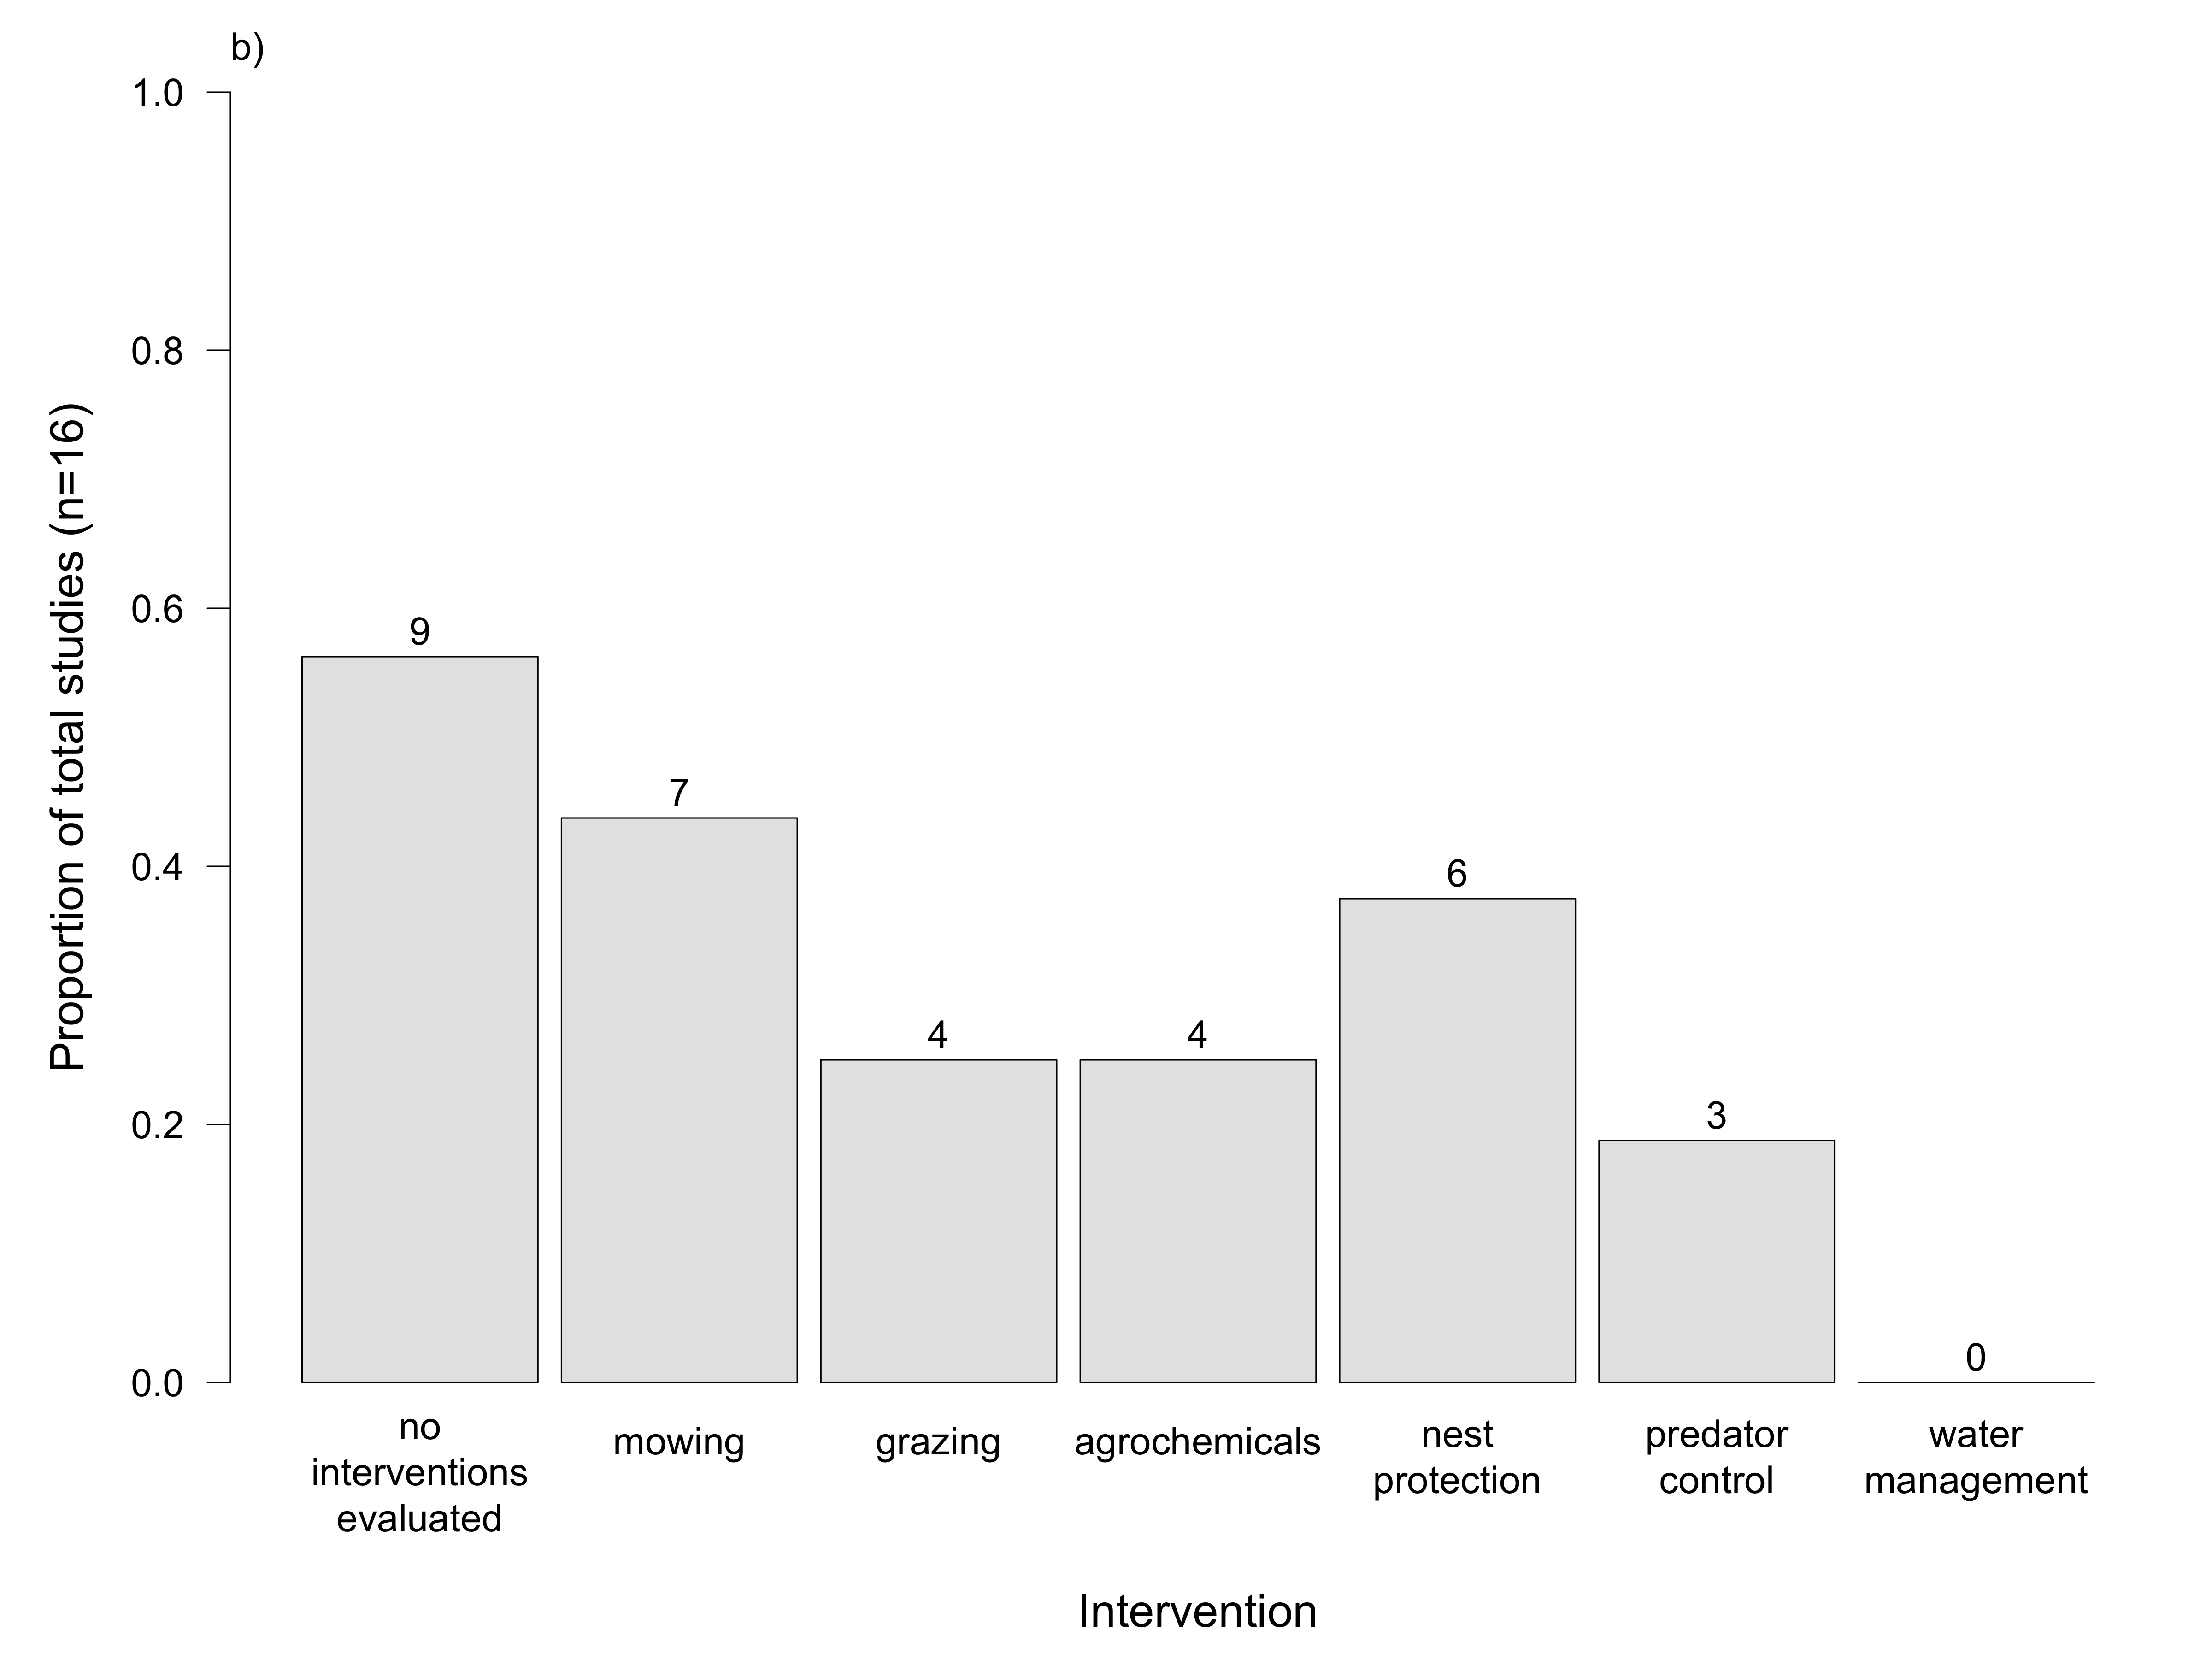 b)
Proportion of total studies (n=16)
1.0
0.8
0.6
0.4
0.2
0.0
9
7
4
4
6
3
0
no
interventions
evaluated
mowing
grazing
agrochemicals
nest
protection
predator
control
water
management
Intervention